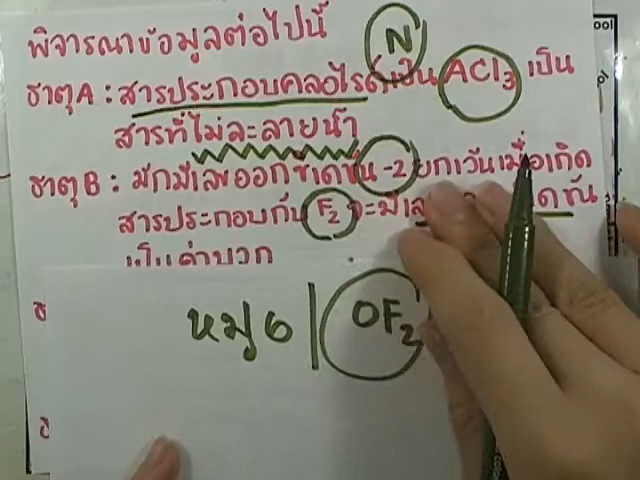 พิจารณาข้อมูลต่อไปนี้
N
ธาตุA : สารประกอบคลอไรด์เป็น ACl₃ เป็น
สารที่ไม่ละลายน้ำ
ธาตุB : มักมีเลขออกซิเดชัน -2 ยกเว้นเมื่อเกิด
สารประกอบกับ F₂ จะมีเล
เป็นค่าบวก
หมู่ 6 | OF₂